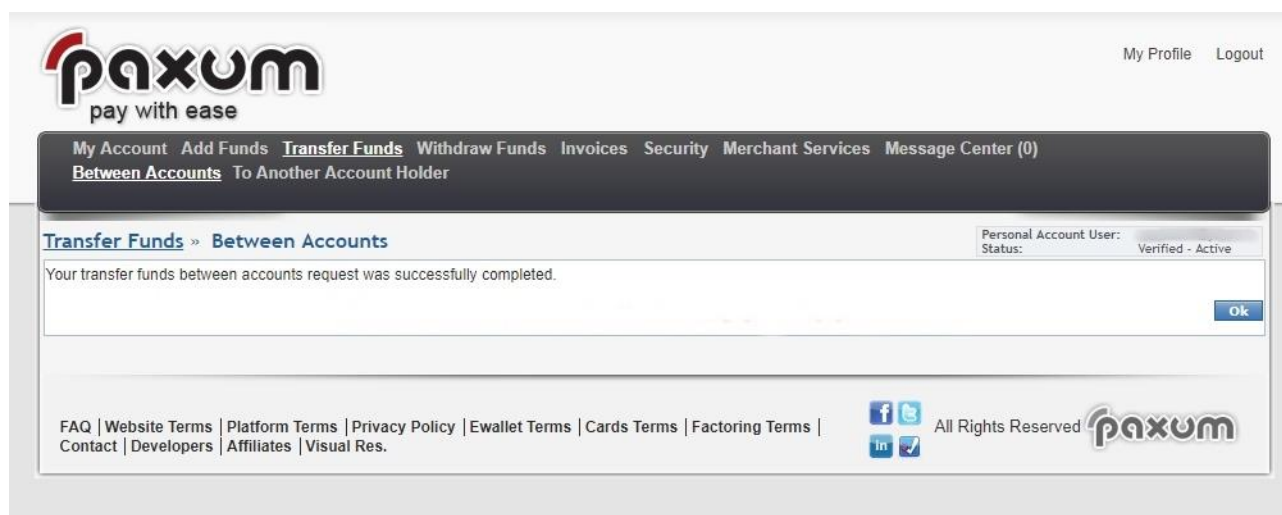 paxum
pay with ease
My Profile Logout
My Account Add Funds Transfer Funds Withdraw Funds Invoices Security Merchant Services Message Center (0)
Between Accounts To Another Account Holder
Transfer Funds » Between Accounts
Personal Account User:
Status: Verified - Active
Your transfer funds between accounts request was successfully completed.
Ok
FAQ | Website Terms | Platform Terms | Privacy Policy | Ewallet Terms | Cards Terms | Factoring Terms |
Contact | Developers | Affiliates | Visual Res.
All Rights Reserved paxum